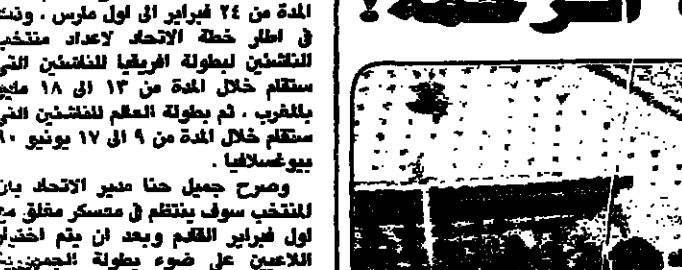 المدة من ٢٤ فبراير الى اول مارس ،
في اطار خطة الاتحاد لاعداد منتخب
للناشئين لبطولة افريقيا للناشئين التي
ستقام خلال المدة من ١٣ الى ١٨ مايو
بالمغرب ، ثم بطولة العالم للناشئين التي
ستقام خلال المدة من ٩ الى ١٧ يونيو ٩٠
بيوغسلافيا .
وصرح جميل حنا مدير الاتحاد بان
المنتخب سوف ينتظم في معسكر مغلق مع
اول فبراير القادم وبعد ان يتم اختيار
اللاعبين على ضوء بطولة الجمهورية